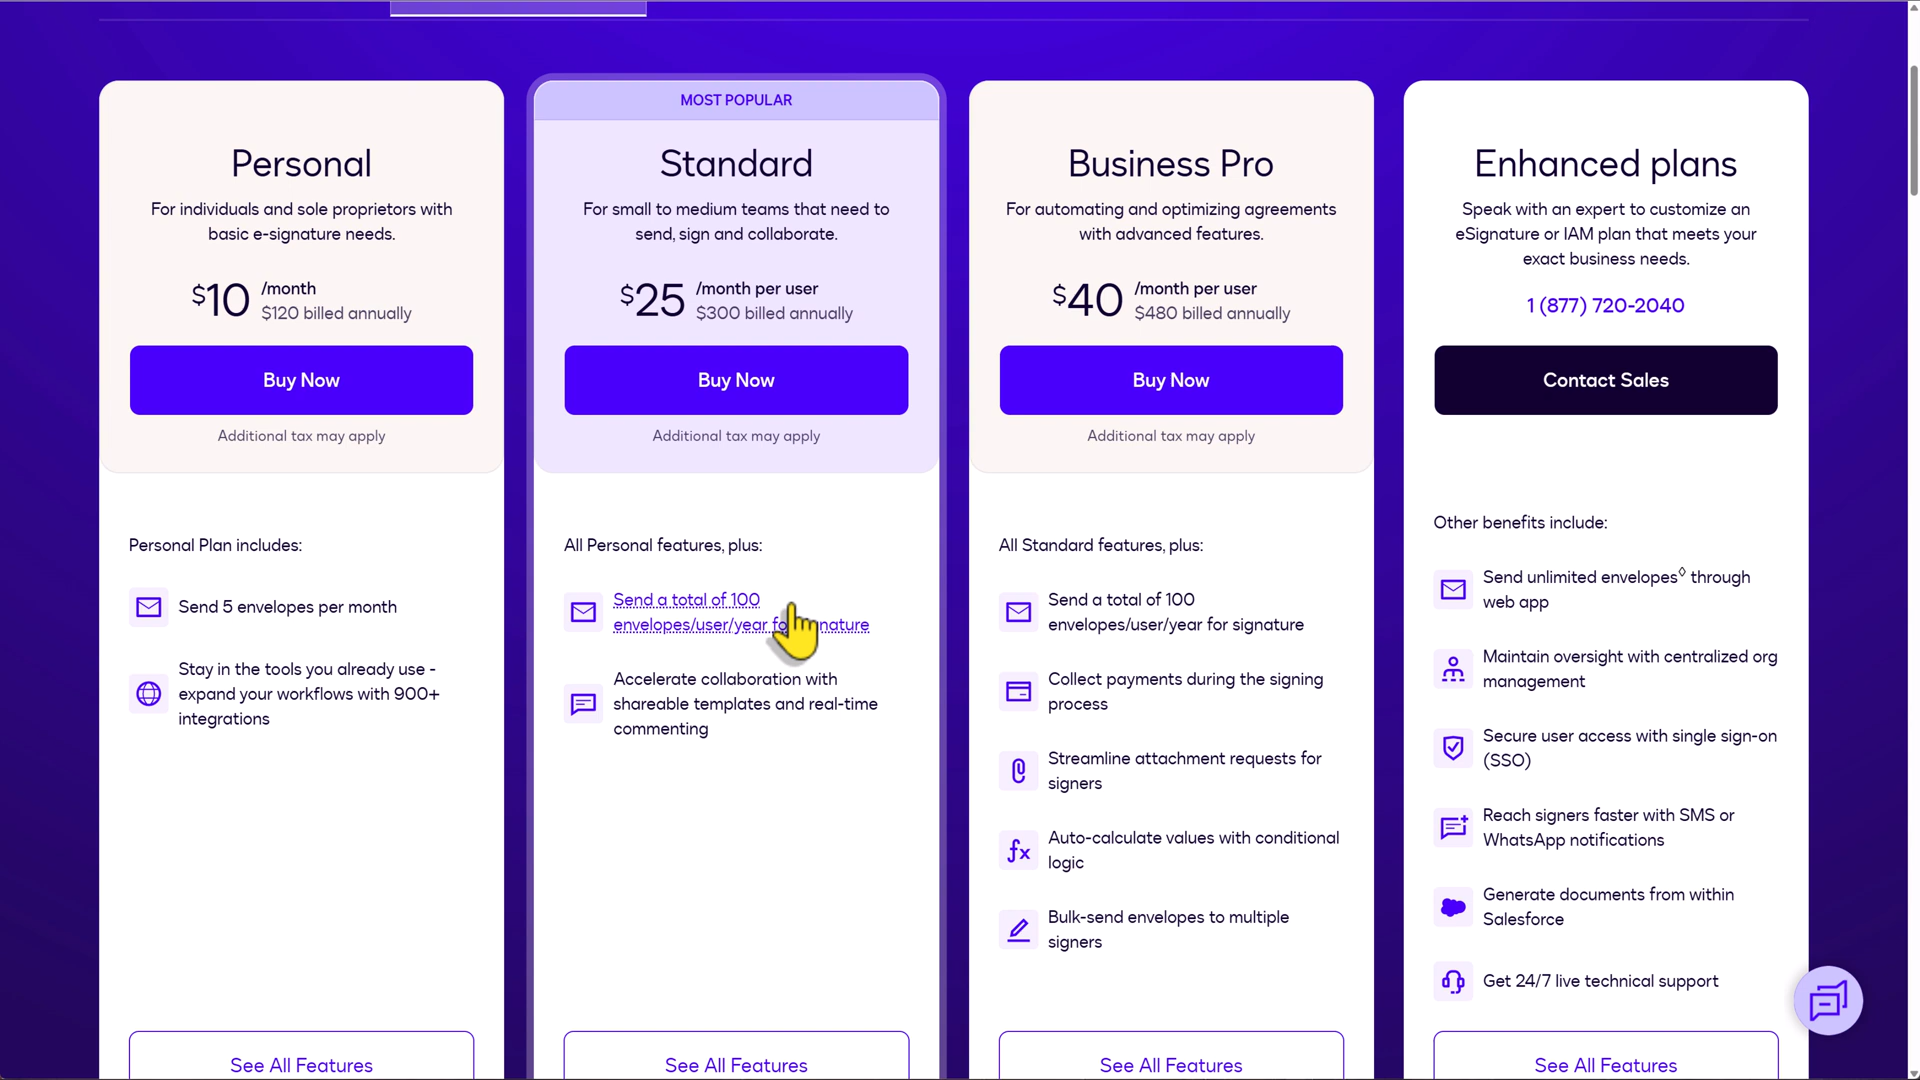 Personal
For individuals and sole proprietors with
basic e-signature needs.
$10 /month
$120 billed annually
Buy Now
Additional tax may apply
Personal Plan includes:
Send 5 envelopes per month
Stay in the tools you already use -
expand your workflows with 900+
integrations
See All Features
MOST POPULAR
Standard
For small to medium teams that need to
send, sign and collaborate.
$25 /month per user
$300 billed annually
Buy Now
Additional tax may apply
All Personal features, plus:
Send a total of 100
envelopes/user/year for signature
Accelerate collaboration with
shareable templates and real-time
commenting
See All Features
Business Pro
For automating and optimizing agreements
with advanced features.
$40 /month per user
$480 billed annually
Buy Now
Additional tax may apply
All Standard features, plus:
Send a total of 100
envelopes/user/year for signature
Collect payments during the signing
process
Streamline attachment requests for
signers
Auto-calculate values with conditional
logic
Bulk-send envelopes to multiple
signers
See All Features
Enhanced plans
Speak with an expert to customize an
eSignature or IAM plan that meets your
exact business needs.
1 (877) 720-2040
Contact Sales
Other benefits include:
Send unlimited envelopes◊ through
web app
Maintain oversight with centralized org
management
Secure user access with single sign-on
(SSO)
Reach signers faster with SMS or
WhatsApp notifications
Generate documents from within
Salesforce
Get 24/7 live technical support
See All Features